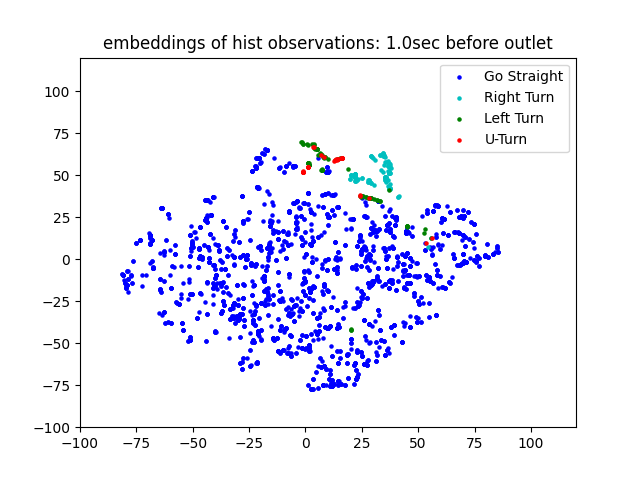 embeddings of hist observations: 1.0sec before outlet
Go Straight
Right Turn
Left Turn
U-Turn
100
75
50
25
0
−25
−50
−75
−100
−100 −75 −50 −25 0 25 50 75 100